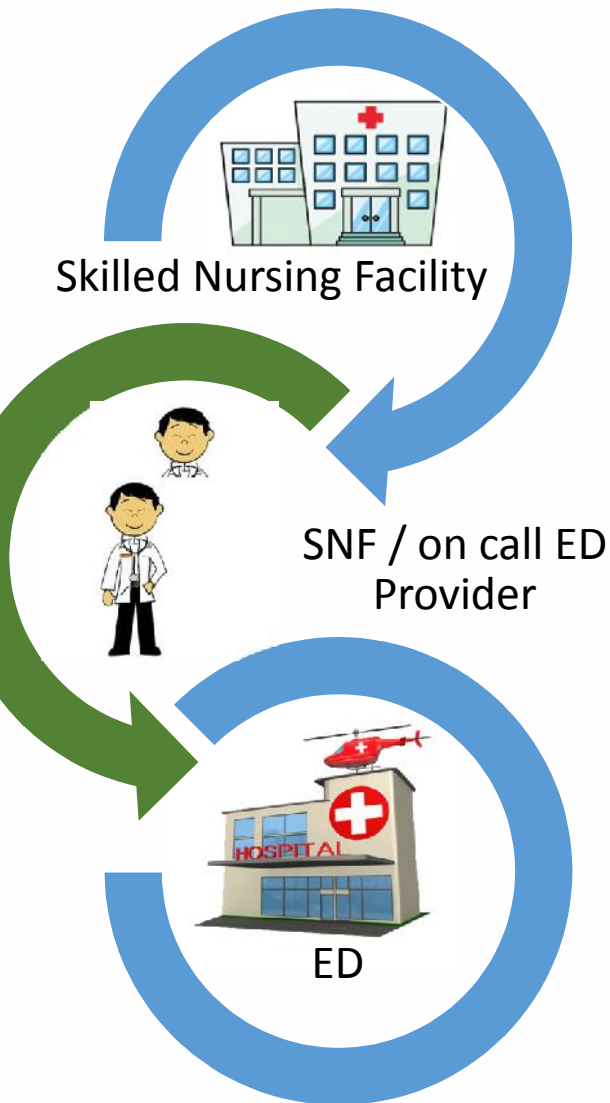 Skilled Nursing Facility
SNF / on call ED
Provider
HOSPITAL
ED